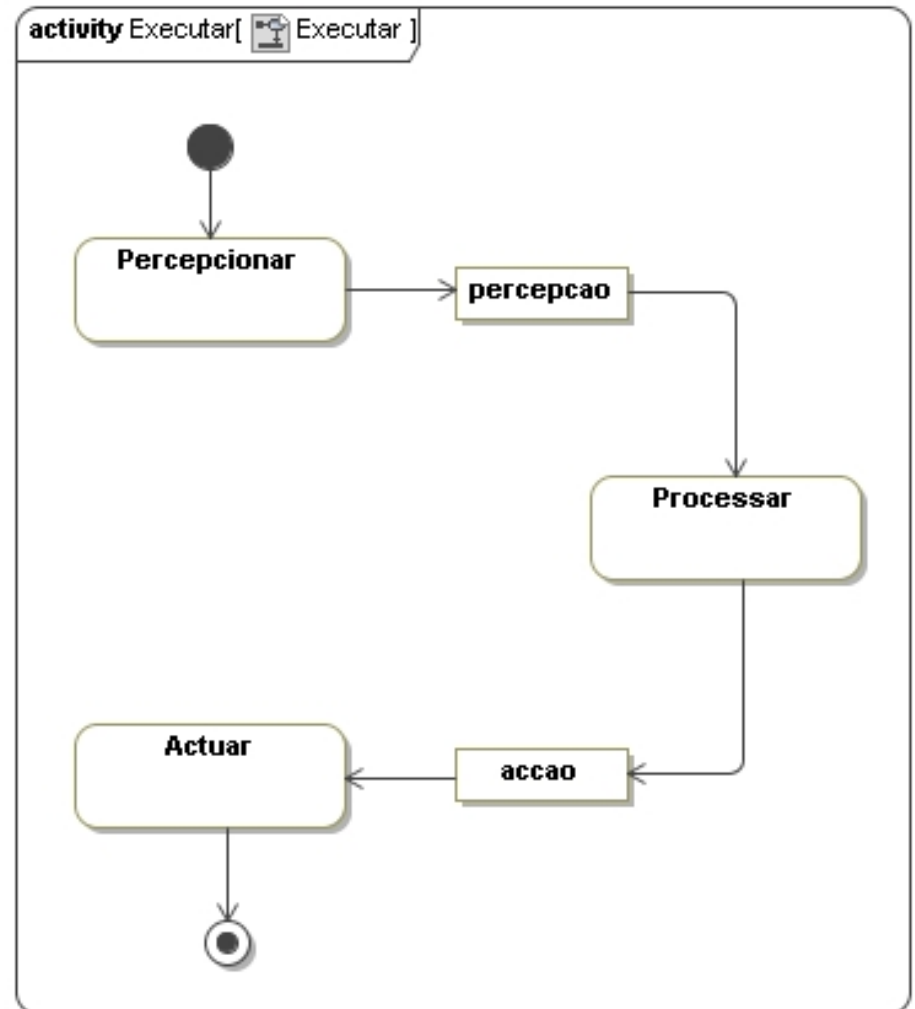 activity Executar[ Executar ]
Percepcionar
percepcao
Processar
Actuar
accao